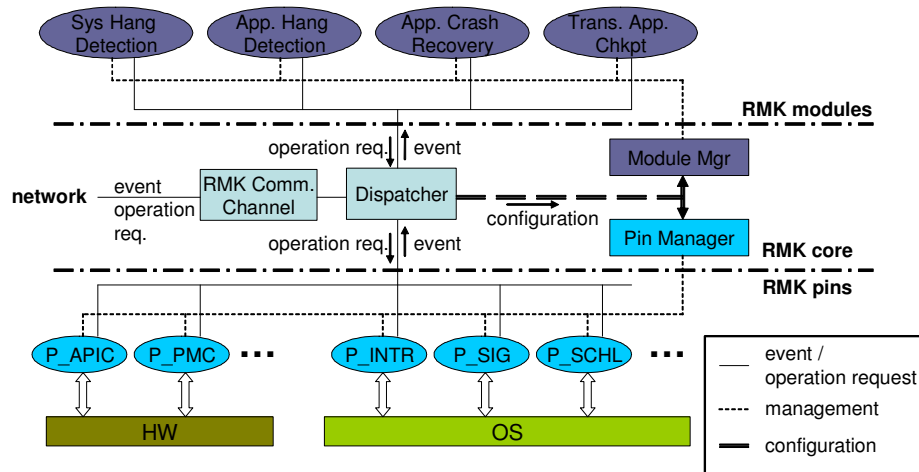 Sys Hang
Detection
App. Hang
Detection
App. Crash
Recovery
Trans. App.
Chkpt
RMK modules
operation req.
event
Module Mgr
network
event
operation
req.
RMK Comm.
Channel
Dispatcher
configuration
Pin Manager
operation req.
event
RMK core
RMK pins
P_APIC
P_PMC
...
P_INTR
P_SIG
P_SCHL
...
HW
OS
event /
operation request
management
configuration